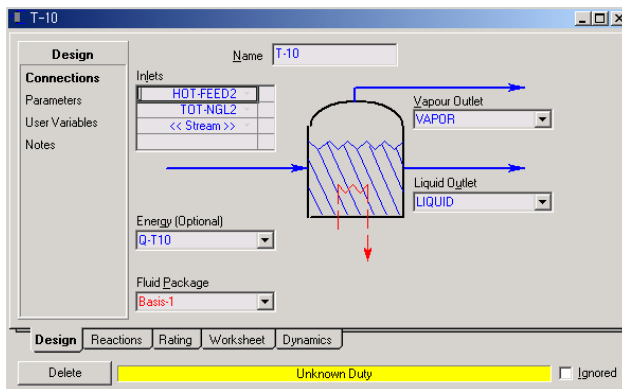 T-10
Design
Connections
Parameters
User Variables
Notes
Name
T-10
Inlets
HOT-FEED2
TOT-NGL2
<< Stream >>
Vapour Outlet
VAPOR
Liquid Outlet
LIQUID
Energy (Optional)
Q-T10
Fluid Package
Basis-1
Design Reactions Rating Worksheet Dynamics
Delete
Unknown Duty
Ignored